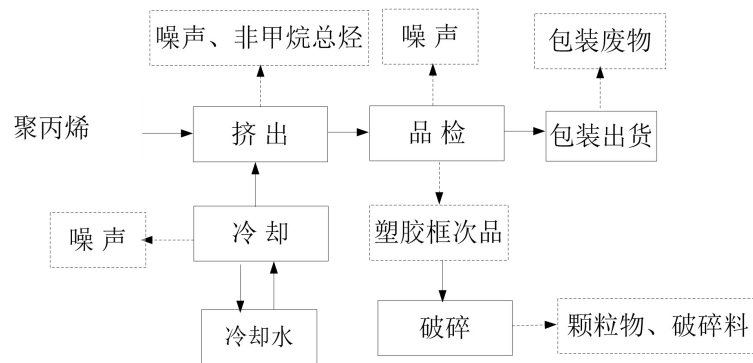 噪声、非甲烷总烃
噪 声
包装废物
聚丙烯
挤 出
品 检
包装出货
噪 声
冷 却
塑胶框次品
冷却水
破碎
颗粒物、破碎料